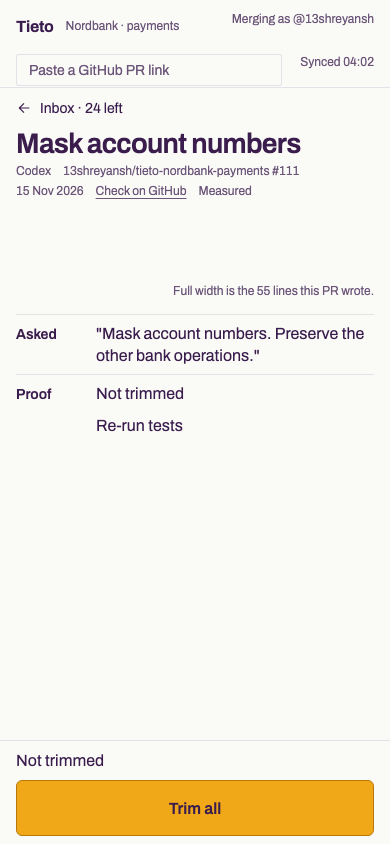 Tieto Nordbank · payments Merging as @13shreyansh
Paste a GitHub PR link Synced 04:02
← Inbox · 24 left
Mask account numbers
Codex 13shreyansh/tieto-nordbank-payments #111
15 Nov 2026 Check on GitHub Measured
Full width is the 55 lines this PR wrote.
Asked "Mask account numbers. Preserve the
other bank operations."
Proof Not trimmed
Re-run tests
Not trimmed
Trim all